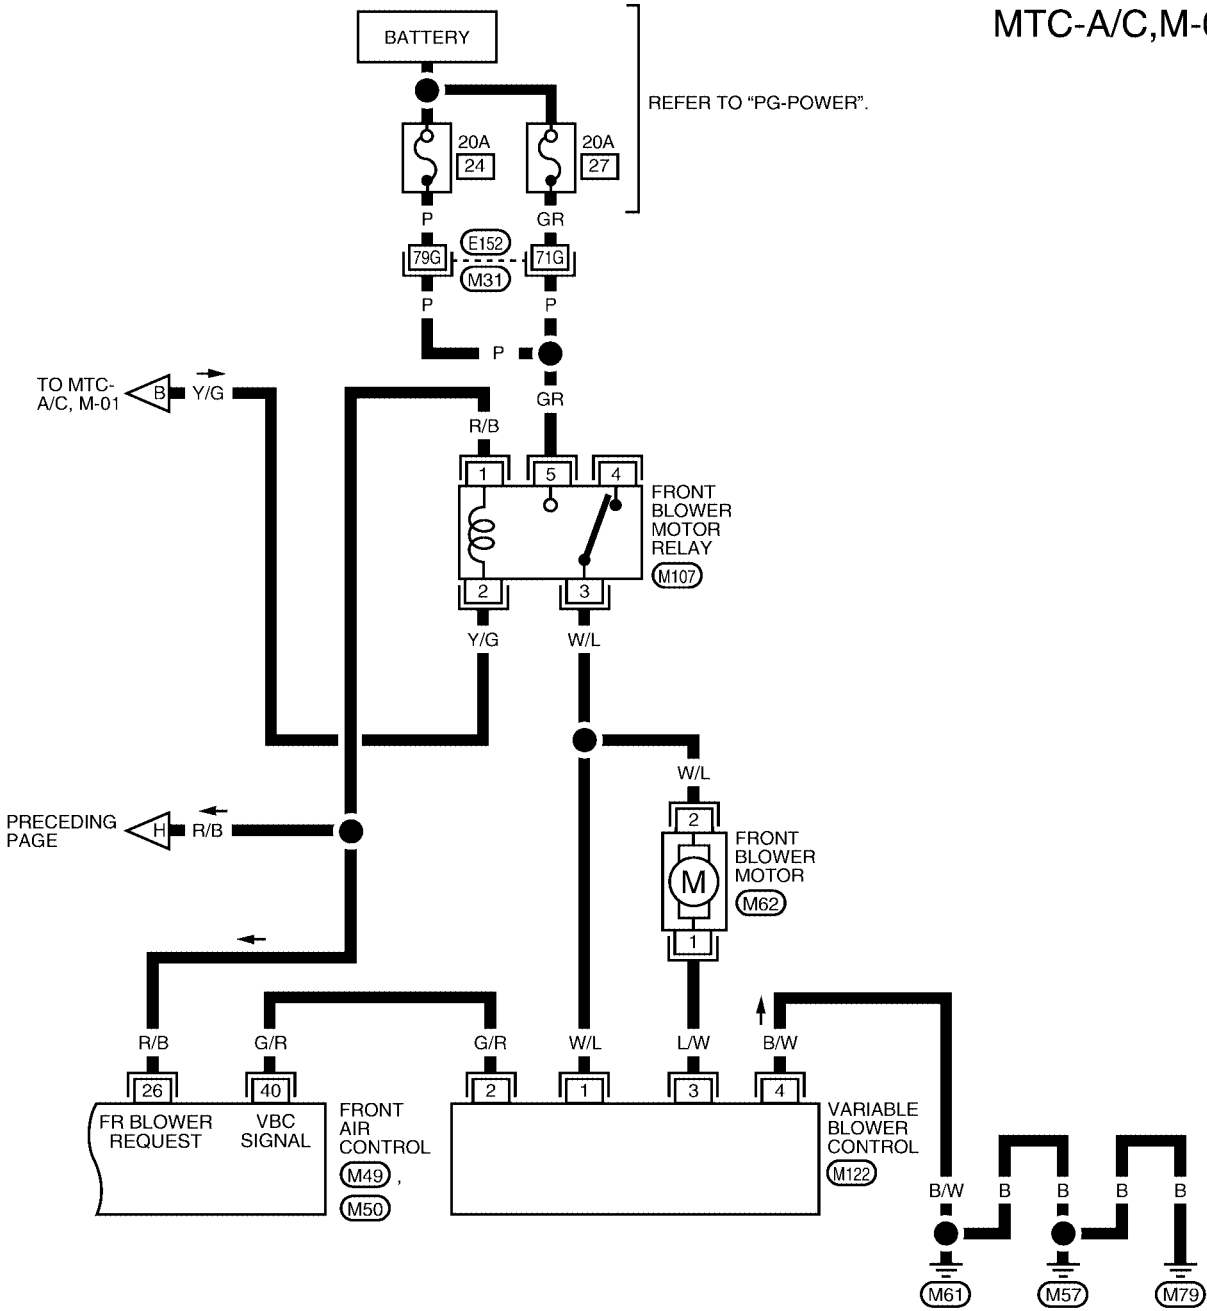 MTC-A/C,M-0
BATTERY
REFER TO “PG-POWER”.
20A
24
20A
27
P
GR
79G
E152
71G
M31
P
P
P
TO MTC-
A/C, M-01
B
Y/G
GR
R/B
1
5
4
FRONT
BLOWER
MOTOR
RELAY
M107
2
3
Y/G
W/L
W/L
PRECEDING
PAGE
H
R/B
2
FRONT
BLOWER
MOTOR
M
M62
1
R/B
G/R
G/R
W/L
L/W
B/W
26
40
2
1
3
4
FR BLOWER
REQUEST
VBC
SIGNAL
FRONT
AIR
CONTROL
M49 ,
M50
VARIABLE
BLOWER
CONTROL
M122
B/W
B
B
B
B
M61
M57
M79